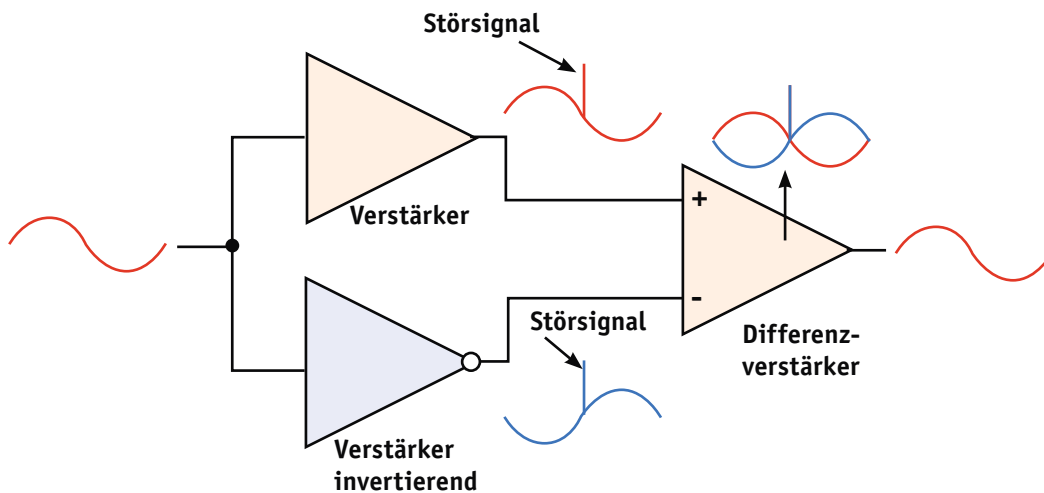 Störsignal
Verstärker
+
-
Störsignal
Differenz-
verstärker
Verstärker
invertierend